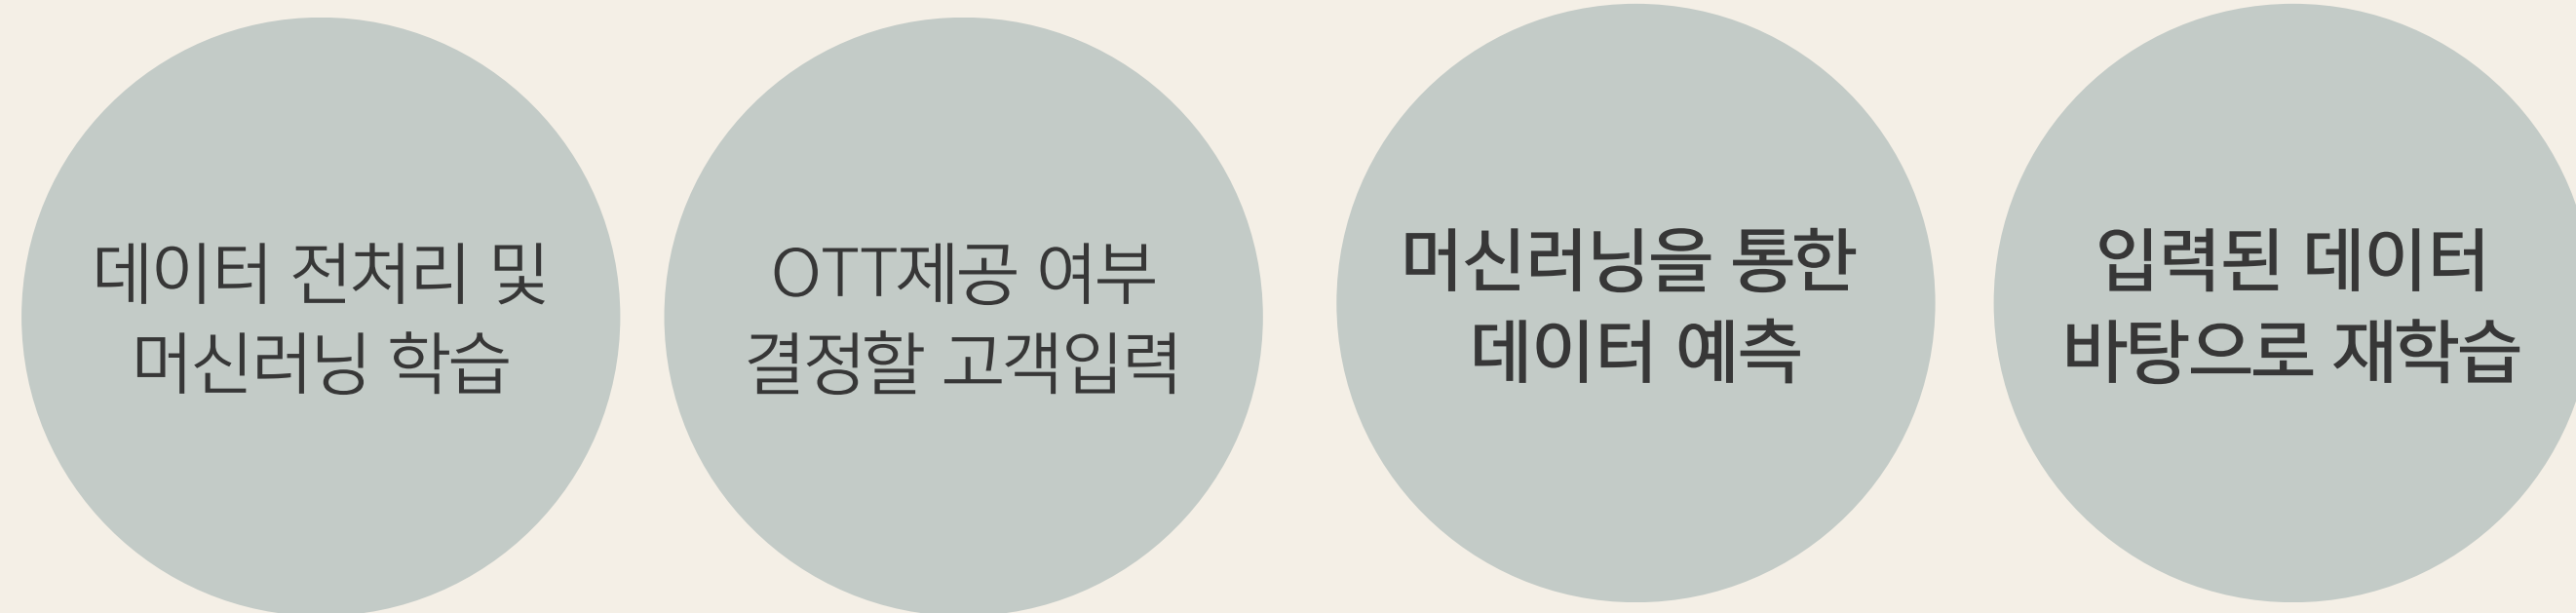 데이터 전처리 및
머신러닝 학습
OTT제공 여부
결정할 고객입력
머신러닝을 통한
데이터 예측
입력된 데이터
바탕으로 재학습